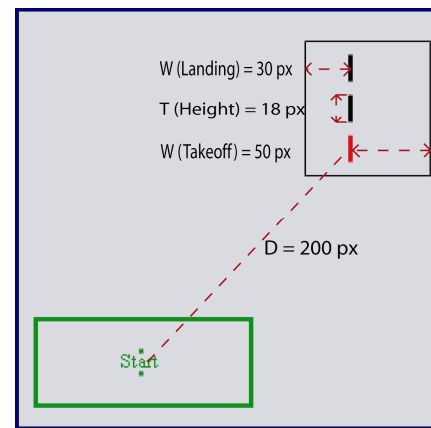 W (Landing) = 30 px
T (Height) = 18 px
W (Takeoff) = 50 px
D = 200 px
Start